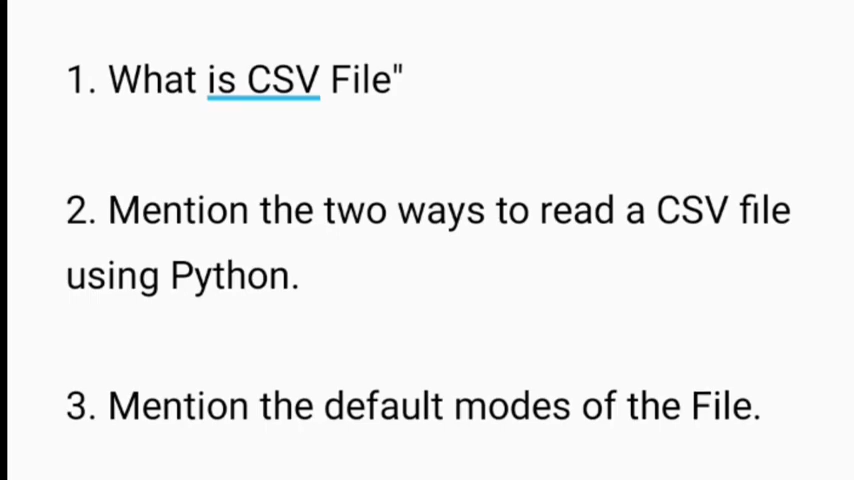 1. What is CSV File"
2. Mention the two ways to read a CSV file
using Python.
3. Mention the default modes of the File.